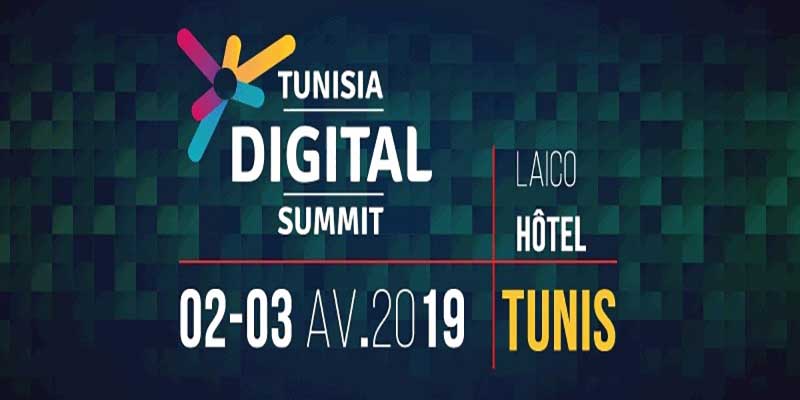 TUNISIA
DIGITAL
SUMMIT
LAICO
HÔTEL
02-03 AV.2019
TUNIS